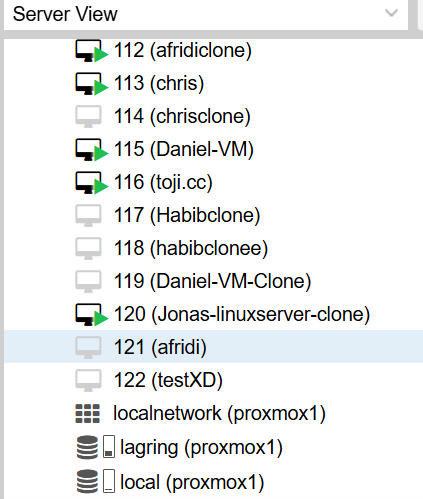 Server View
112 (afridiclone)
113 (chris)
114 (chrisclone)
115 (Daniel-VM)
116 (toji.cc)
117 (Habibclone)
118 (habibclonee)
119 (Daniel-VM-Clone)
120 (Jonas-linuxserver-clone)
121 (afridi)
122 (testXD)
localnetwork (proxmox1)
lagring (proxmox1)
local (proxmox1)